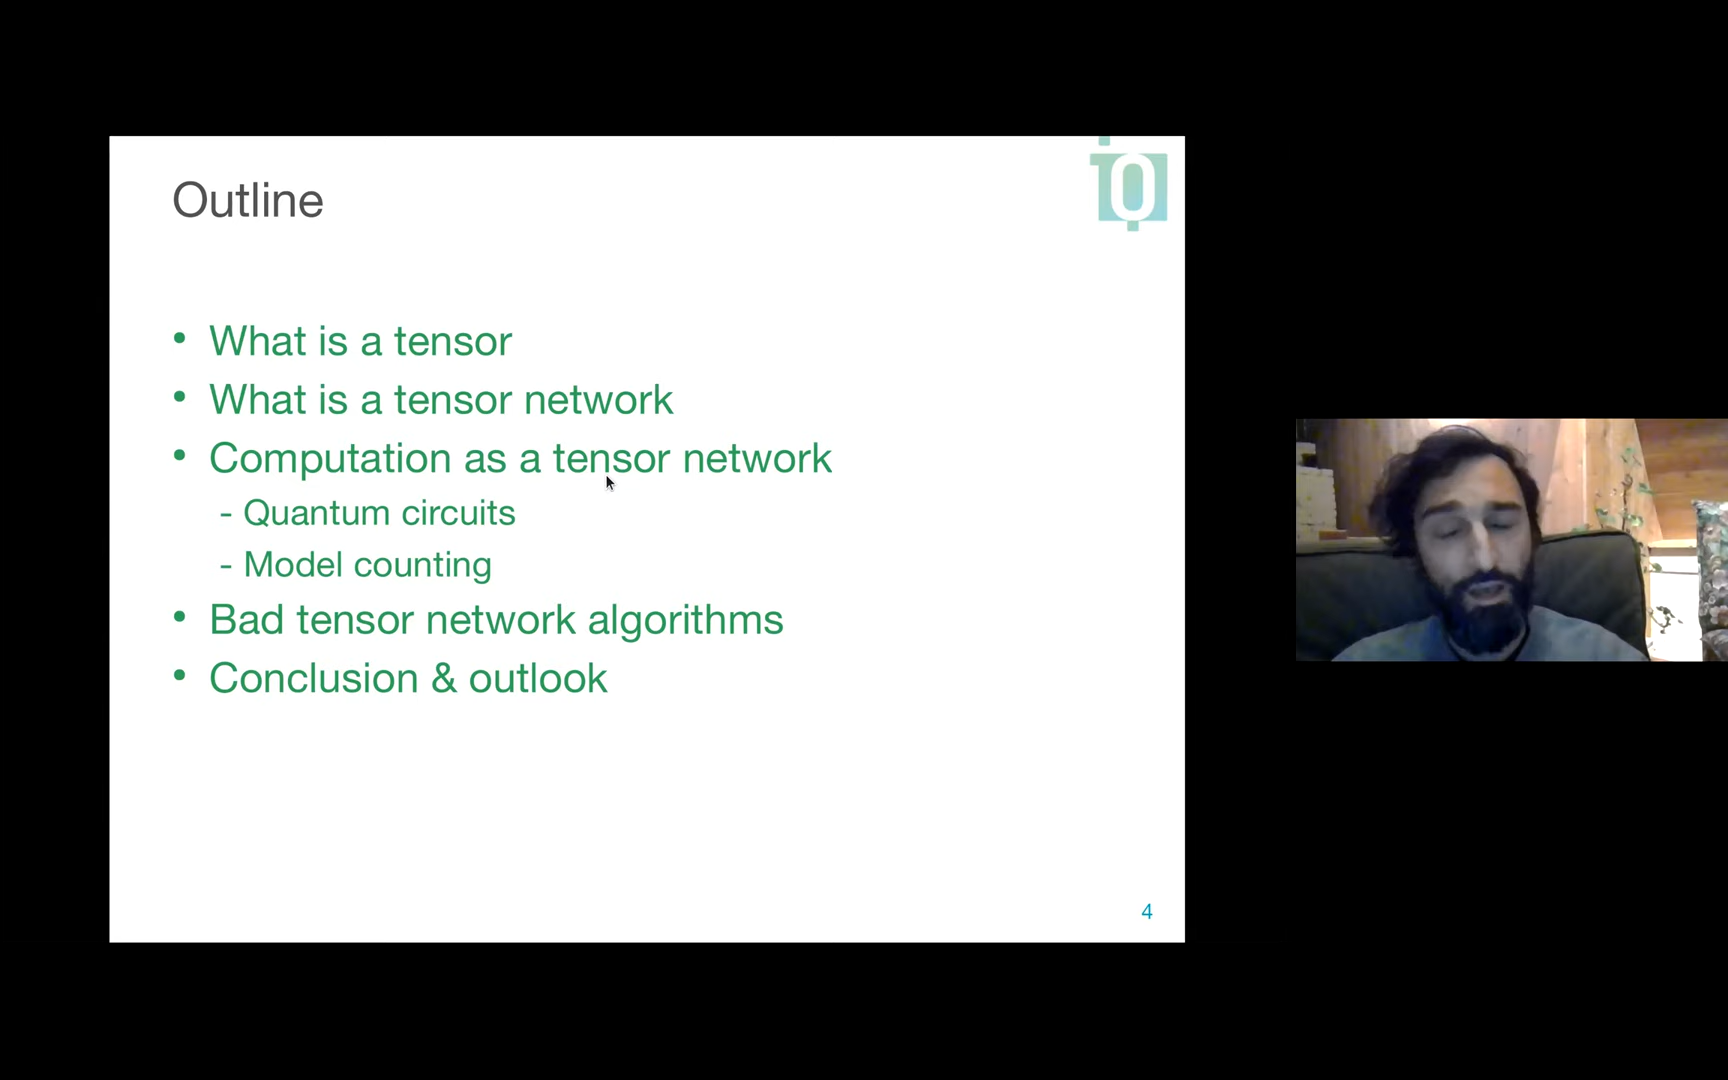 Outline
• What is a tensor
• What is a tensor network
• Computation as a tensor network
- Quantum circuits
- Model counting
• Bad tensor network algorithms
• Conclusion & outlook
4